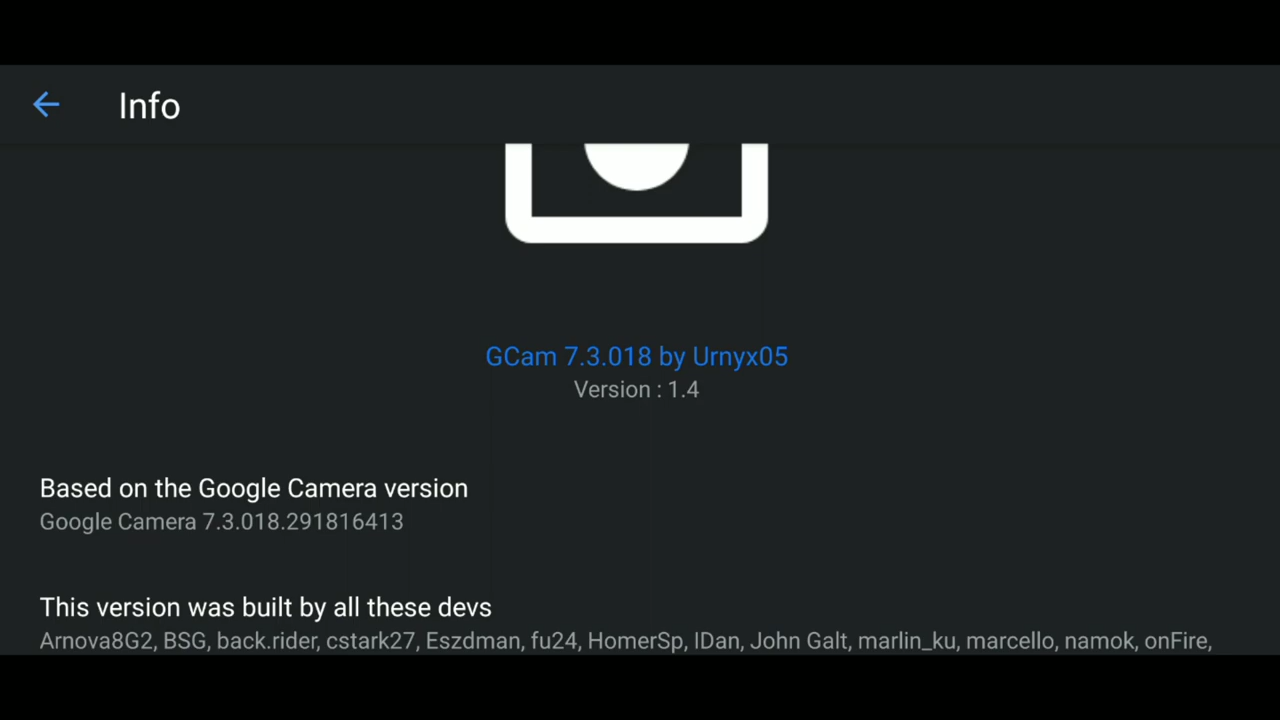 Info
GCam 7.3.018 by Urnyx05
Version : 1.4
Based on the Google Camera version
Google Camera 7.3.018.291816413
This version was built by all these devs
Arnova8G2, BSG, back.rider, cstark27, Eszdman, fu24, HomerSp, IDan, John Galt, marlin_ku, marcello, namok, onFire,